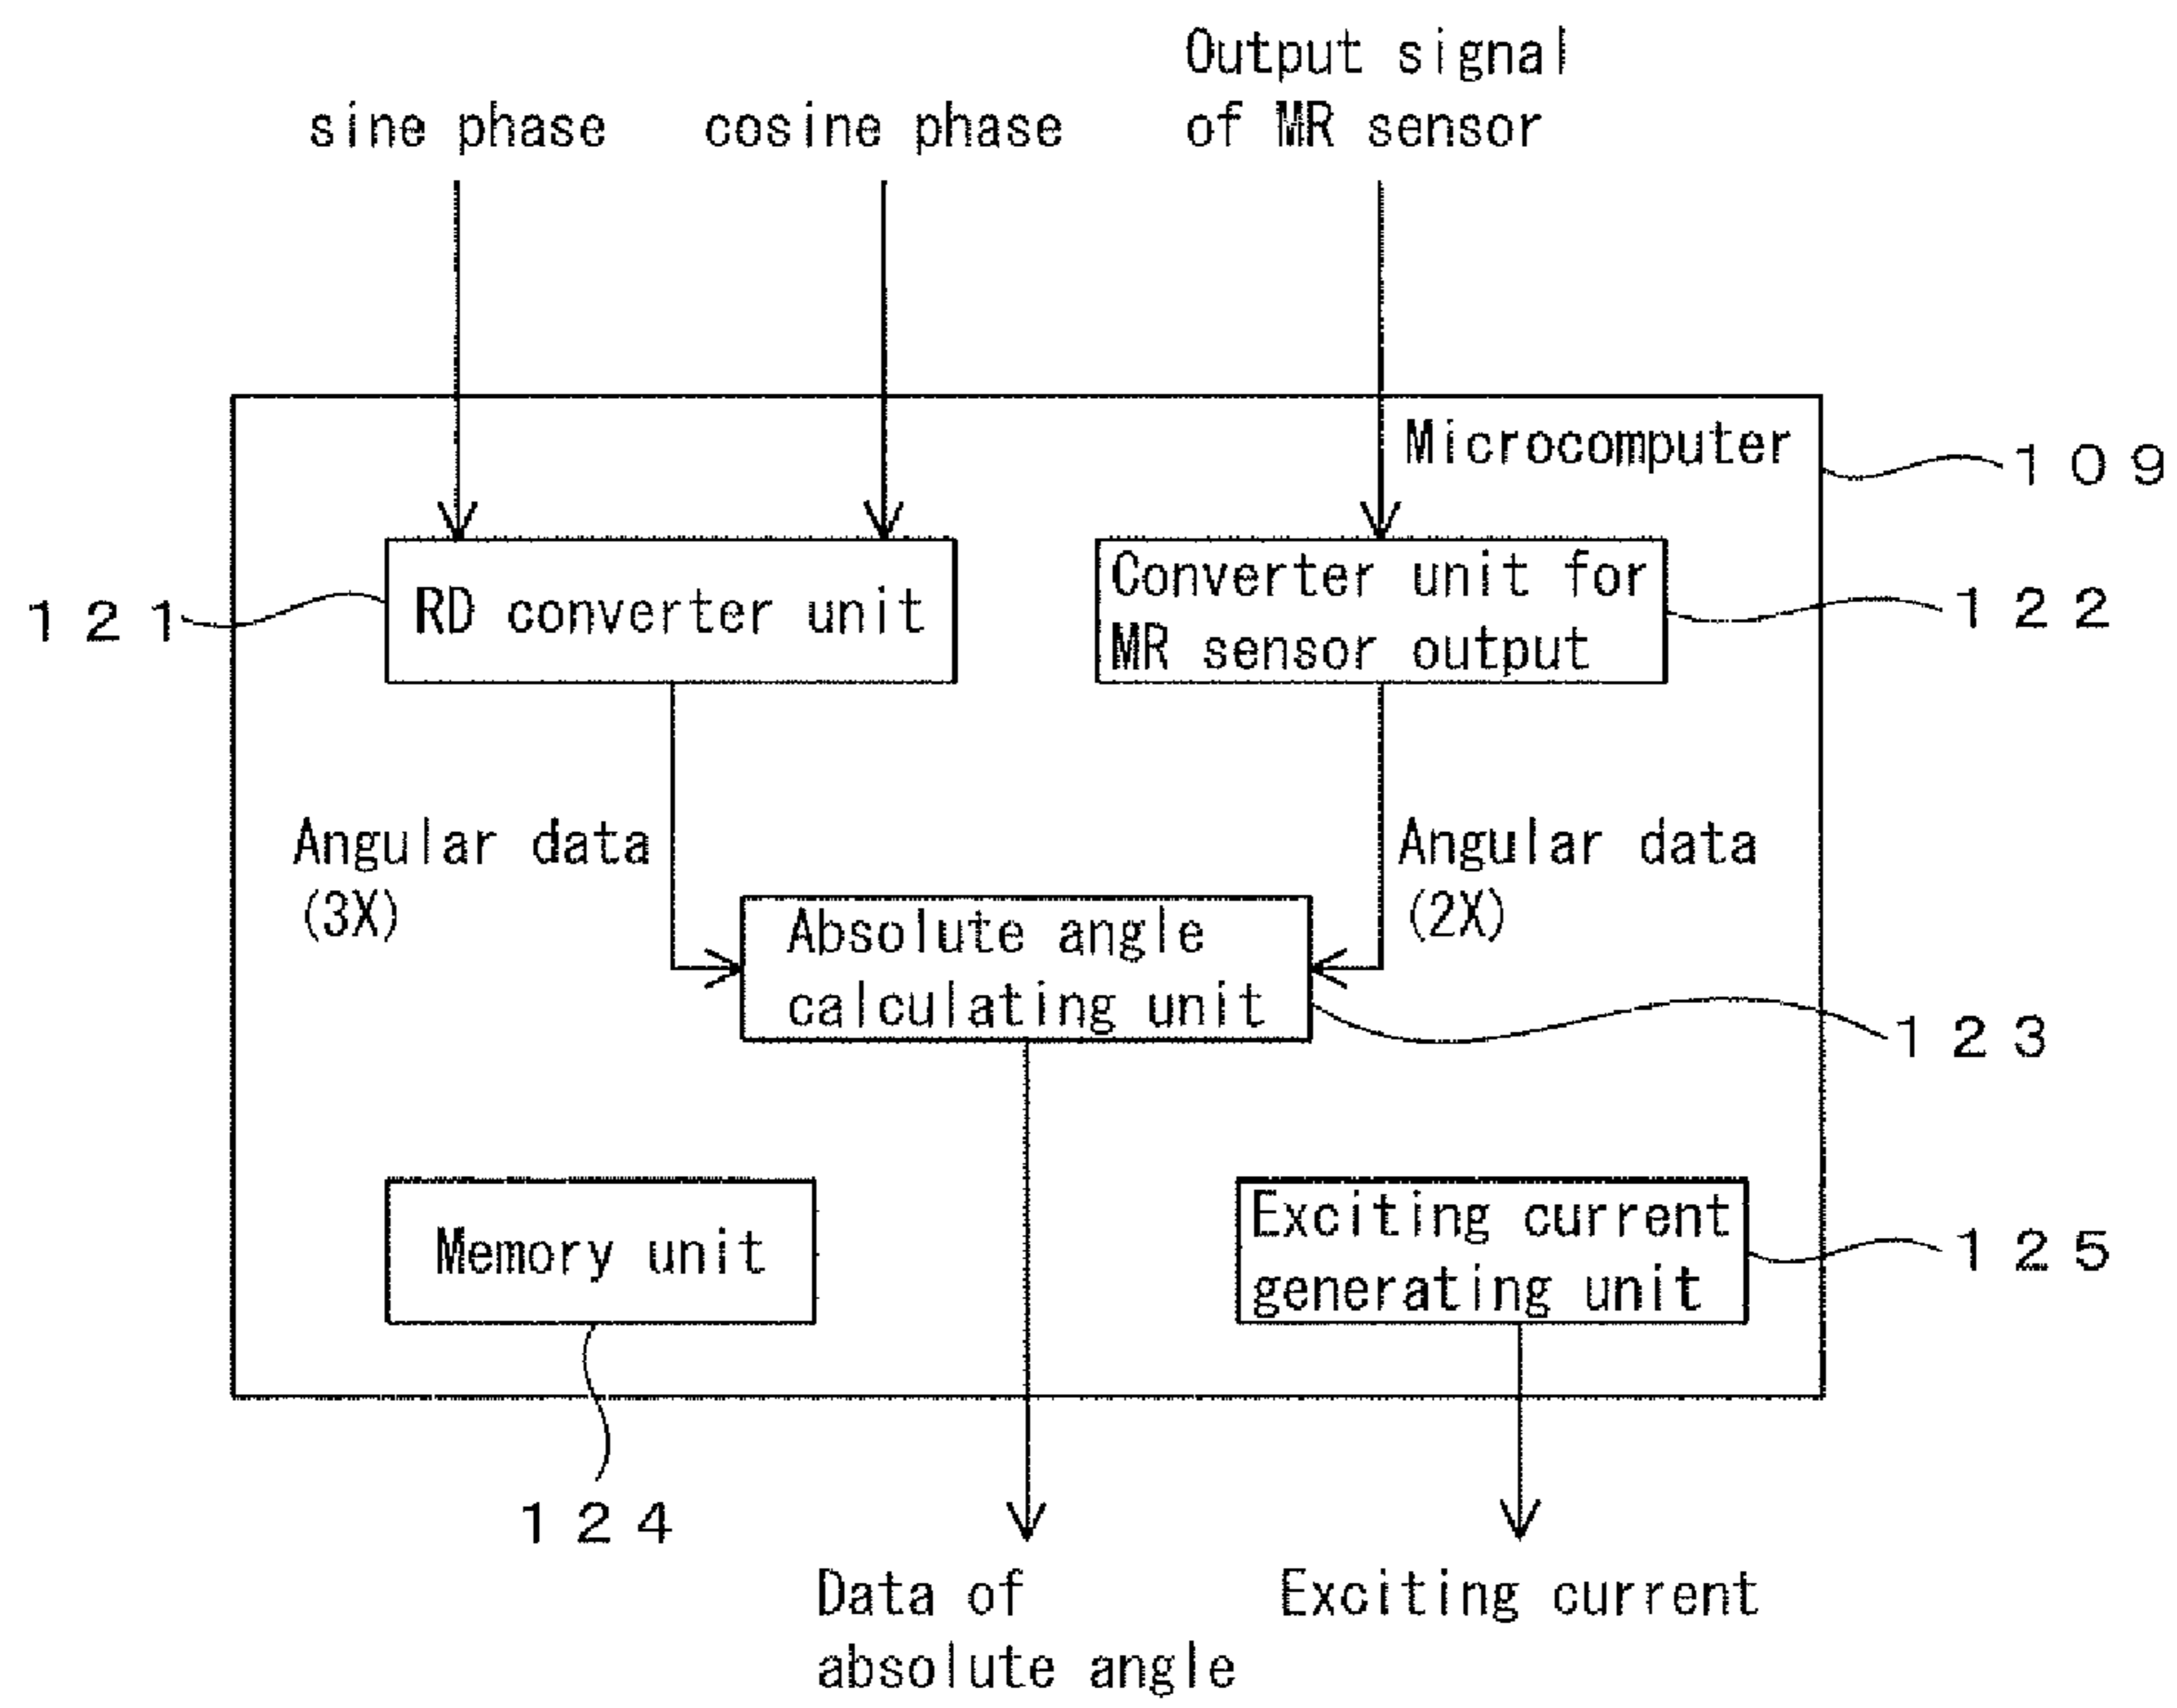 Output signal
of MR sensor
sine phase
cosine phase
Microcomputer
109
RD converter unit
121
Converter unit for
MR sensor output
122
Angular data
(3X)
Angular data
(2X)
Absolute angle
calculating unit
123
Memory unit
124
Exciting current
generating unit
125
Data of
absolute angle
Exciting current